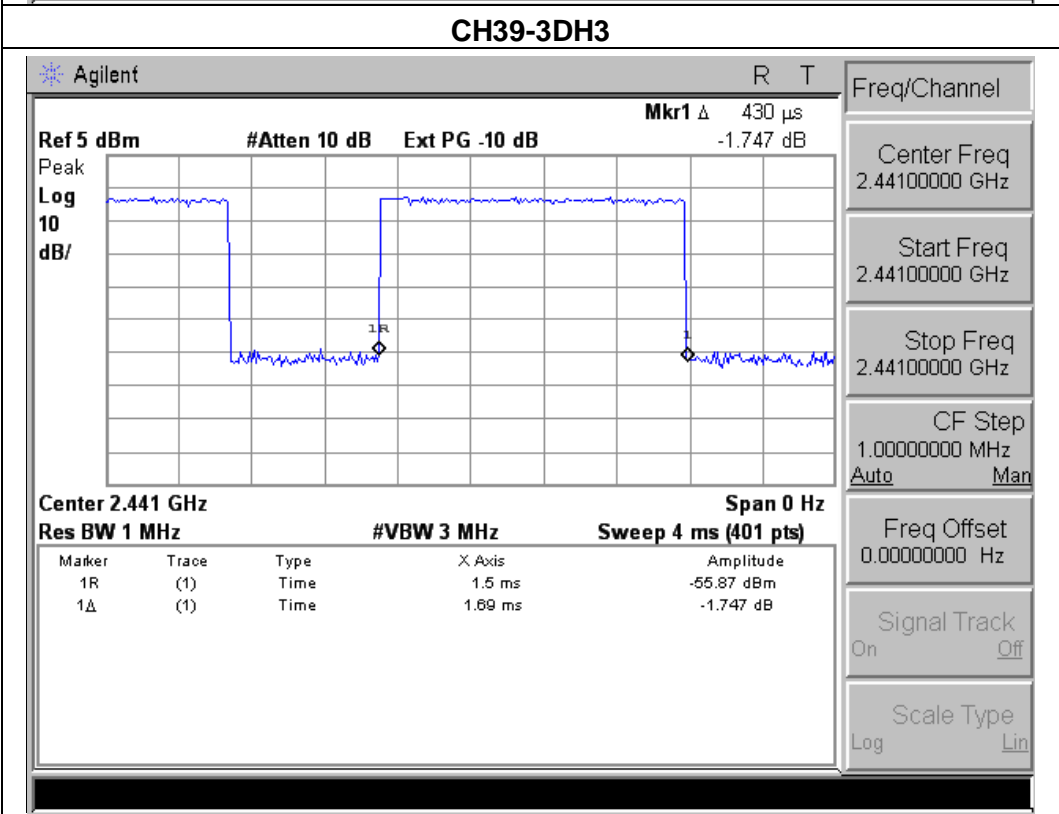 CH39-3DH3
Agilent R T
Mkr1 Δ 430 µs
Ref 5 dBm #Atten 10 dB Ext PG -10 dB -1.747 dB
Peak
Log
10
dB/
1R
1
Center 2.441 GHz Span 0 Hz
Res BW 1 MHz #VBW 3 MHz Sweep 4 ms (401 pts)
Marker Trace Type X Axis Amplitude
1R (1) Time 1.5 ms -55.87 dBm
1Δ (1) Time 1.69 ms -1.747 dB
Freq/Channel
Center Freq
2.44100000 GHz
Start Freq
2.44100000 GHz
Stop Freq
2.44100000 GHz
CF Step
1.00000000 MHz
Auto Man
Freq Offset
0.00000000 Hz
Signal Track
On Off
Scale Type
Log Lin